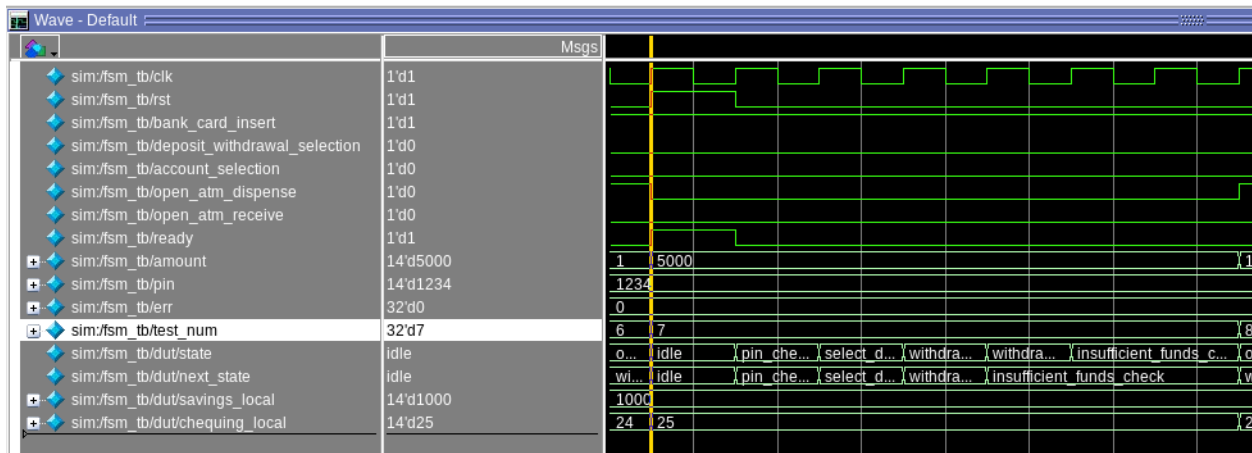 Wave - Default
Msgs
sim:/fsm_tb/clk 1'd1
sim:/fsm_tb/rst 1'd1
sim:/fsm_tb/bank_card_insert 1'd1
sim:/fsm_tb/deposit_withdrawal_selection 1'd0
sim:/fsm_tb/account_selection 1'd0
sim:/fsm_tb/open_atm_dispense 1'd0
sim:/fsm_tb/open_atm_receive 1'd0
sim:/fsm_tb/ready 1'd1
sim:/fsm_tb/amount 14'd5000 1 5000 1
sim:/fsm_tb/pin 14'd1234 1234
sim:/fsm_tb/err 32'd0 0
sim:/fsm_tb/test_num 32'd7 6 7 8
sim:/fsm_tb/dut/state idle o... idle pin_che... select_d... withdra... withdra... insufficient_funds_c... o
sim:/fsm_tb/dut/next_state idle wi... idle pin_che... select_d... withdra... insufficient_funds_check w
sim:/fsm_tb/dut/savings_local 14'd1000 1000
sim:/fsm_tb/dut/chequing_local 14'd25 24 25 2